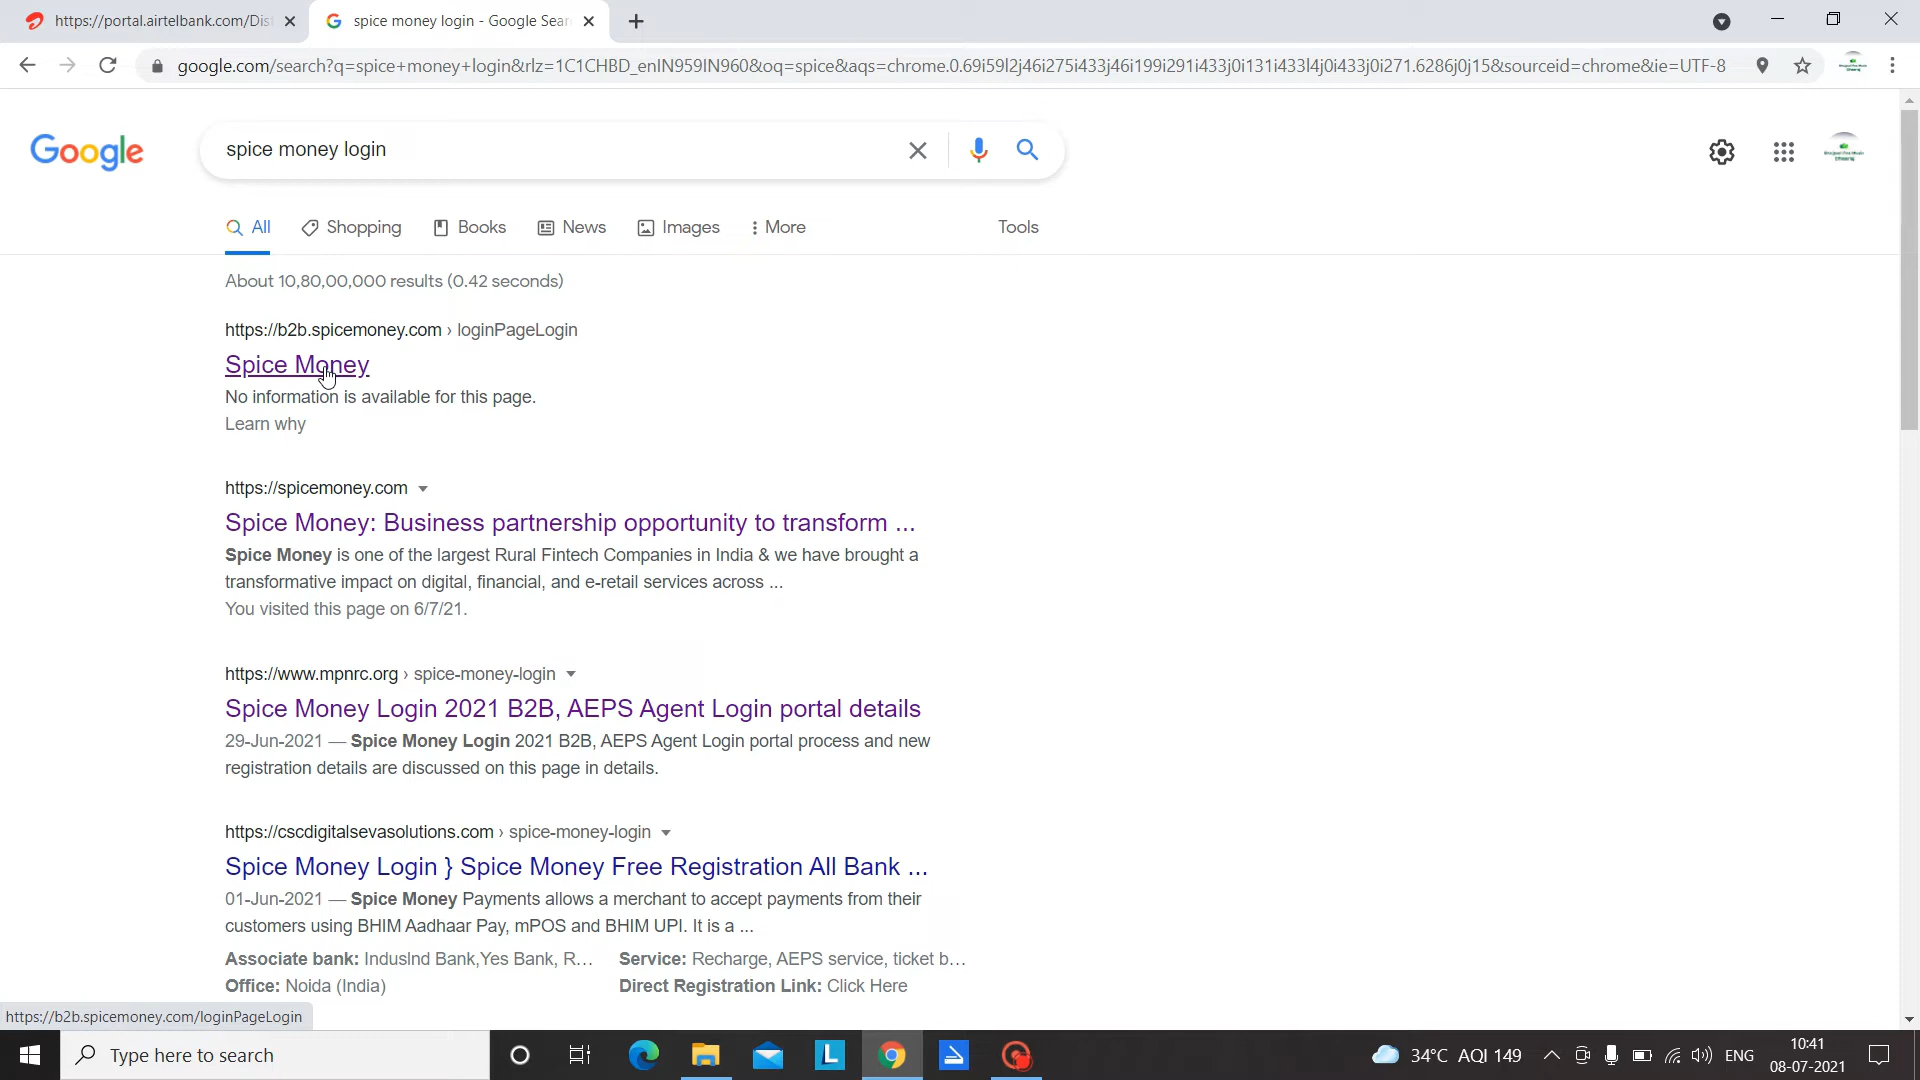 https://portal.airtelbank.com/Dis
spice money login - Google Sear
google.com/search?q=spice+money+login&rlz=1C1CHBD_enIN959IN960&oq=spice&aqs=chrome.0.69i59l2j46i275i433j46i199i291i433j0i131i433l4j0i433j0i271.6286j0j15&sourceid=chrome&ie=UTF-8
Google
spice money login
All
Shopping
Books
News
Images
More
Tools
About 10,80,00,000 results (0.42 seconds)
https://b2b.spicemoney.com › loginPageLogin
Spice Money
No information is available for this page.
Learn why
https://spicemoney.com
Spice Money: Business partnership opportunity to transform ...
Spice Money is one of the largest Rural Fintech Companies in India & we have brought a
transformative impact on digital, financial, and e-retail services across ...
You visited this page on 6/7/21.
https://www.mpnrc.org › spice-money-login
Spice Money Login 2021 B2B, AEPS Agent Login portal details
29-Jun-2021 — Spice Money Login 2021 B2B, AEPS Agent Login portal process and new
registration details are discussed on this page in details.
https://cscdigitalsevasolutions.com › spice-money-login
Spice Money Login } Spice Money Free Registration All Bank ...
01-Jun-2021 — Spice Money Payments allows a merchant to accept payments from their
customers using BHIM Aadhaar Pay, mPOS and BHIM UPI. It is a ...
Associate bank: IndusInd Bank,Yes Bank, R...
Service: Recharge, AEPS service, ticket b...
Office: Noida (India)
Direct Registration Link: Click Here
https://b2b.spicemoney.com/loginPageLogin
Type here to search
L
34°C AQI 149
ENG
10:41
08-07-2021